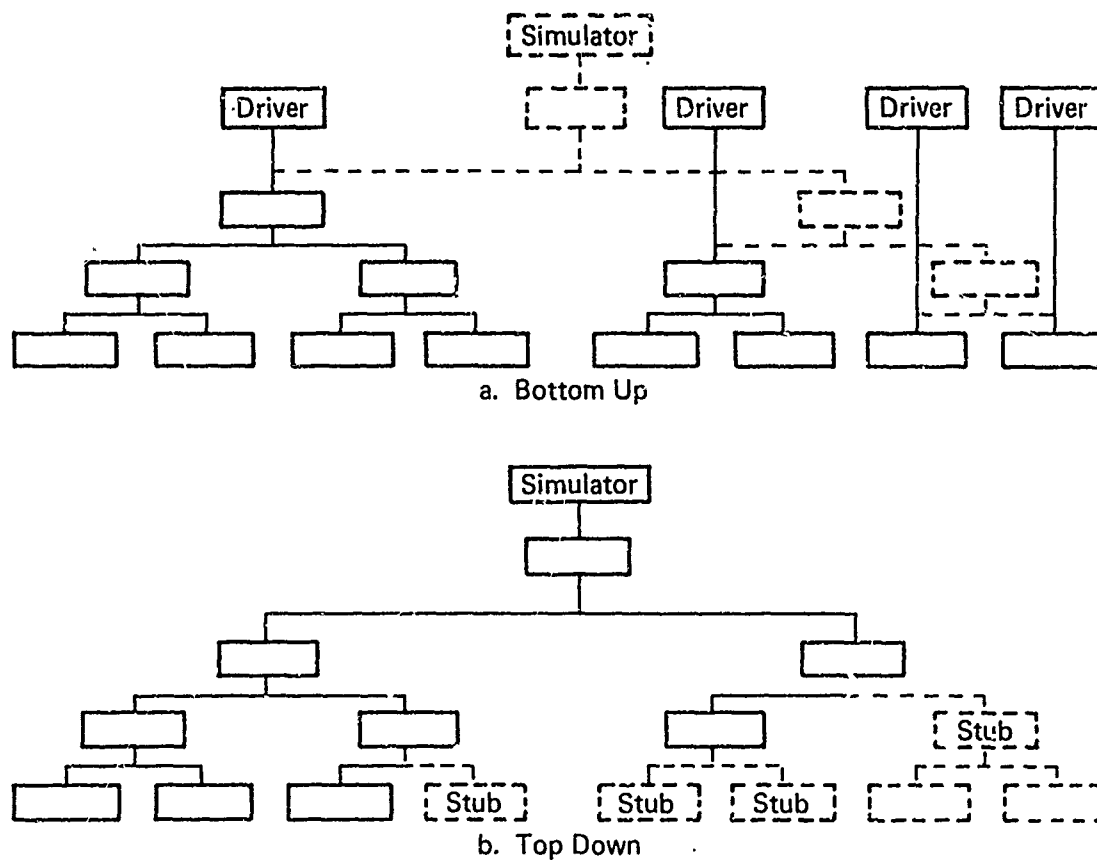 Simulator
Driver
Driver
Driver
Driver
a. Bottom Up
Simulator
Stub
Stub
Stub
Stub
b. Top Down